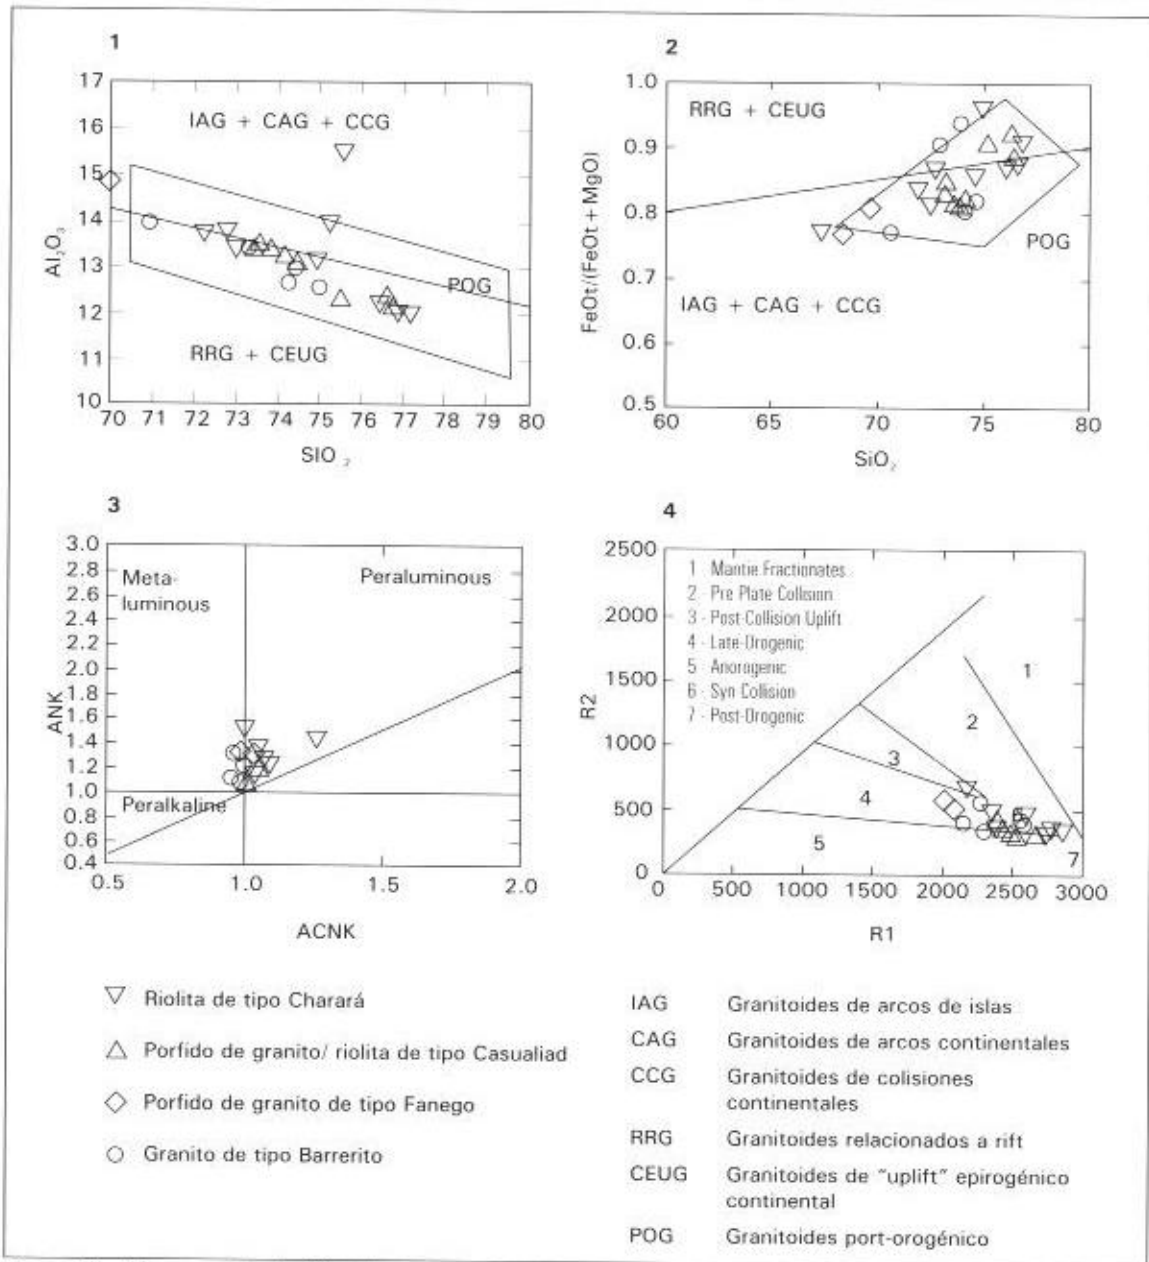 1
17
16
15
14
13
12
11
10
Al₂O₃
IAG + CAG + CCG
POG
RRG + CEUG
70 71 72 73 74 75 76 77 78 79 80
SIO ₂
2
1.0
0.9
0.8
0.7
0.6
0.5
FeOt/(FeOt + MgO)
RRG + CEUG
POG
IAG + CAG + CCG
60 65 70 75 80
SiO₂
3
3.0
2.8
2.6
2.4
2.2
2.0
1.8
1.6
1.4
1.2
1.0
0.8
0.6
0.4
ANK
Meta-
luminous
Peraluminous
Peralkaline
0.5 1.0 1.5 2.0
ACNK
4
2500
2000
1500
1000
500
0
R2
1 Mantle Fractionates
2 Pre Plate Collision
3 - Post-Collision Uplift
4 - Late-Orogenic
5 Anorogenic
6 Syn Collision
7 - Post-Orogenic
1
2
3
4
5
6
7
0 500 1000 1500 2000 2500 3000
R1
Riolita de tipo Charará
Porfido de granito/ riolita de tipo Casualiad
Porfido de granito de tipo Fanego
Granito de tipo Barrerito
IAG Granitoides de arcos de islas
CAG Granitoides de arcos continentales
CCG Granitoides de colisiones
continentales
RRG Granitoides relacionados a rift
CEUG Granitoides de "uplift" epirogénico
continental
POG Granitoides port-orogénico